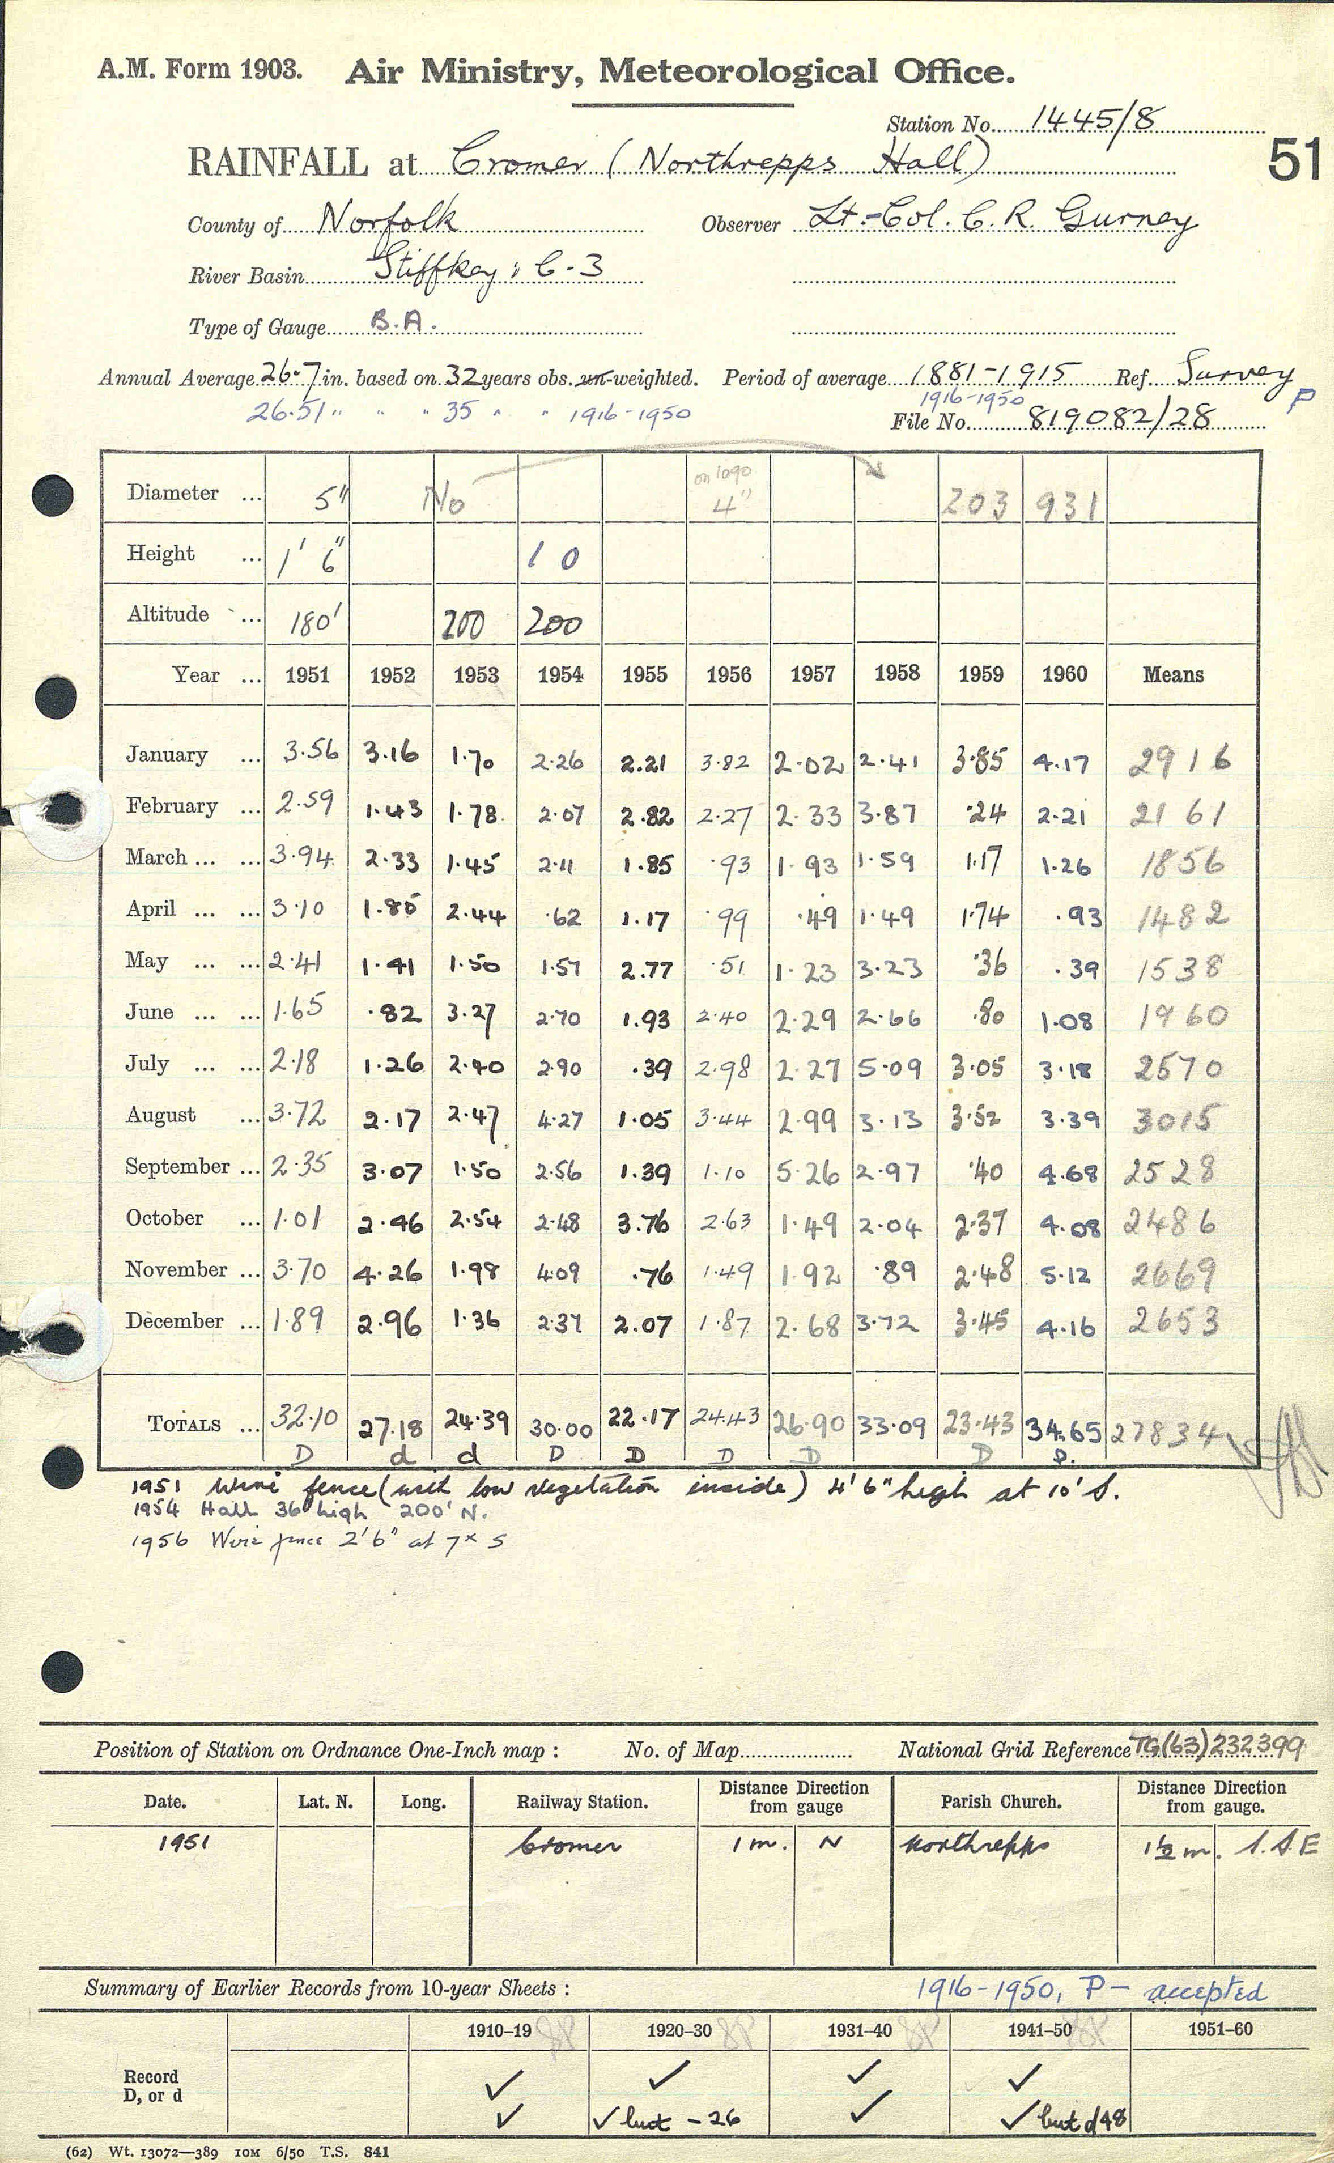 A.M. Form 1903. Air Ministry, Meteorological Office.
Station No. 1445/8
RAINFALL at Cromer (Northrepps Hall)
51
County of Norfolk Observer Lt.-Col. C. R. Gurney
River Basin Stiffkey, C-3
Type of Gauge B.A.
Annual Average 26.7 in. based on 32 years obs. un-weighted. Period of average 1881-1915 Ref. Survey
26.51 " " " 35 " " 1916-1950 1916-1950 P
File No. 819082/28
Diameter ... 5" No on 1090 4" 203 931
Height ... 1' 6" 1 0
Altitude ... 180' 200 200
Year ... 1951 1952 1953 1954 1955 1956 1957 1958 1959 1960 Means
January ... 3.56 3.16 1.70 2.26 2.21 3.82 2.02 2.41 3.85 4.17 2916
February ... 2.59 1.43 1.78 2.07 2.82 2.27 2.33 3.87 .24 2.21 2161
March ... ... 3.94 2.33 1.45 2.11 1.85 .93 1.93 1.59 1.17 1.26 1856
April ... ... 3.10 1.85 2.44 .62 1.17 .99 .49 1.49 1.74 .93 1482
May ... ... 2.41 1.41 1.50 1.57 2.77 .51 1.23 3.23 .36 .39 1538
June ... ... 1.65 .82 3.27 2.70 1.93 2.40 2.29 2.66 .80 1.08 1960
July ... ... 2.18 1.26 2.40 2.90 .39 2.98 2.27 5.09 3.05 3.18 2570
August ... 3.72 2.17 2.47 4.27 1.05 3.44 2.99 3.13 3.52 3.39 3015
September ... 2.35 3.07 1.50 2.56 1.39 1.10 5.26 2.97 .40 4.68 2528
October ... 1.01 2.46 2.54 2.48 3.76 2.63 1.49 2.04 2.37 4.08 2486
November ... 3.70 4.26 1.98 4.09 .76 1.49 1.92 .89 2.48 5.12 2669
December ... 1.89 2.96 1.36 2.37 2.07 1.87 2.68 3.72 3.45 4.16 2653
TOTALS ... 32.10 27.18 24.39 30.00 22.17 24.43 26.90 33.09 23.43 34.65 27834
D d d D D D D D P.
1951 Wire fence (with low vegetation inside) 4'6" high at 10' S.
1954 Hall 36' high 200' N.
1956 Wire fence 2'6" at 7x S
Position of Station on Ordnance One-Inch map : No. of Map National Grid Reference TG(63)232399
Date. Lat. N. Long. Railway Station. Distance Direction from gauge Parish Church. Distance Direction from gauge.
1951 Cromer 1 m. N Northrepps 1½ m. S.S.E
Summary of Earlier Records from 10-year Sheets : 1916-1950, P - accepted
1910–19 1920–30 1931–40 1941–50 1951–60
Record ✓ ✓ ✓ ✓
D, or d ✓ ✓ but - 26 ✓ ✓ but d 48
(62) Wt. 13072—389 10M 6/50 T.S. 841